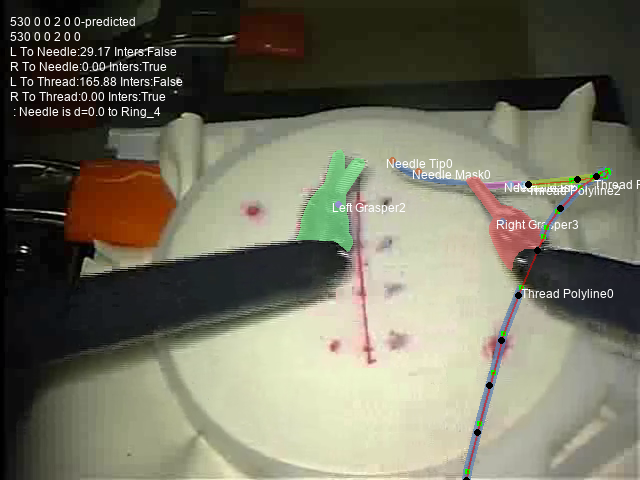 530 0 0 2 0 0-predicted
530 0 0 2 0 0
L To Needle:29.17 Inters:False
R To Needle:0.00 Inters:True
L To Thread:165.88 Inters:False
R To Thread:0.00 Inters:True
: Needle is d=0.0 to Ring_4
Needle Tip0
Needle Mask0
Thread Polyline2
Left Grasper2
Right Grasper3
Thread Polyline0